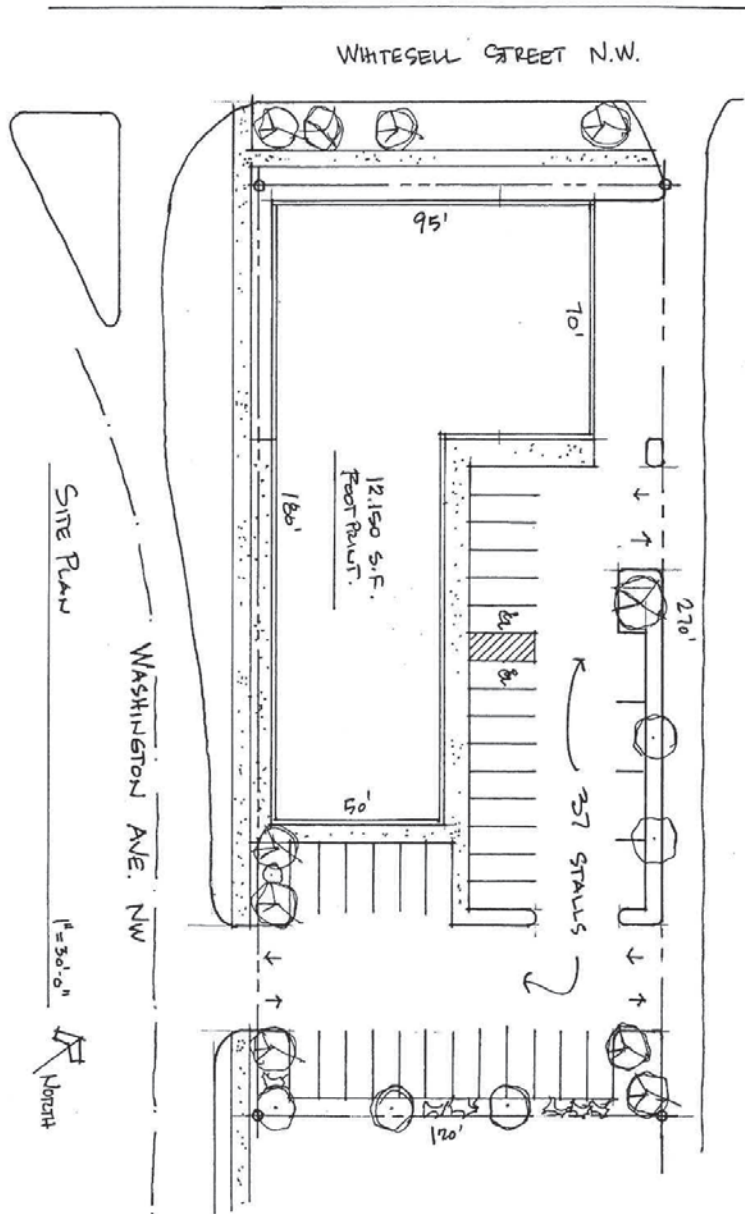 WHITESELL STREET N.W.
95'
70'
12,150 S.F.
FOOTPRINT.
180'
270'
37 STALLS
50'
120'
WASHINGTON AVE. NW
SITE PLAN
1" = 30'-0"
NORTH